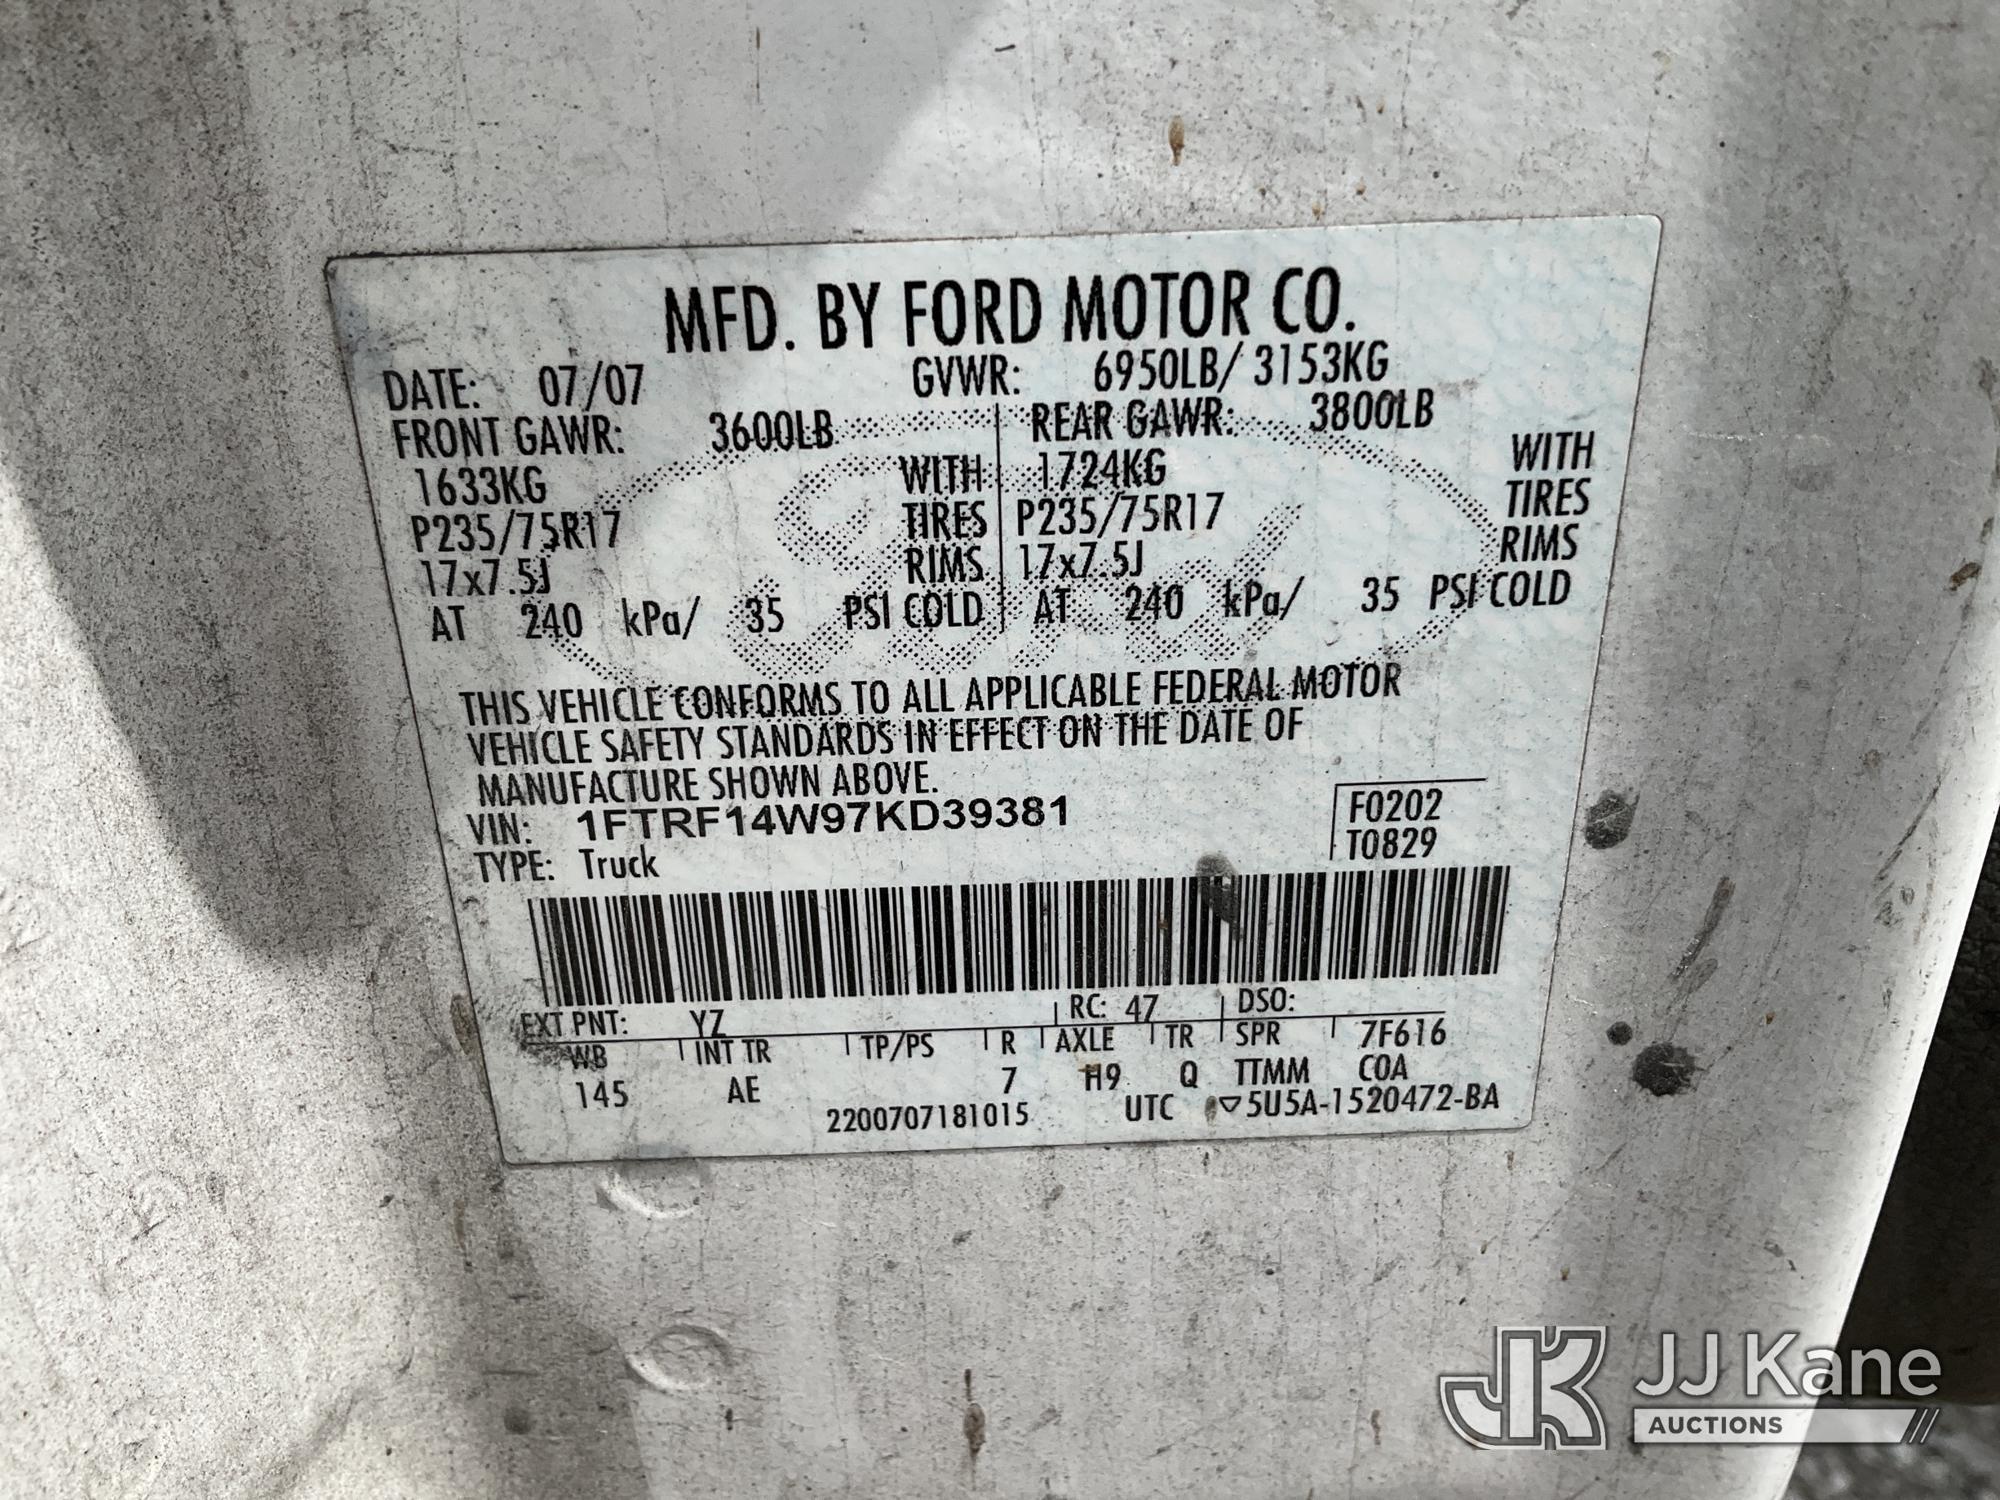 MFD. BY FORD MOTOR CO.
DATE: 07/07 GVWR: 6950LB/ 3153KG
FRONT GAWR: 3600LB REAR GAWR: 3800LB
1633KG WITH 1724KG WITH
P235/75R17 TIRES P235/75R17 TIRES
17x7.5J RIMS 17x7.5J RIMS
AT 240 kPa/ 35 PSI COLD AT 240 kPa/ 35 PSI COLD
THIS VEHICLE CONFORMS TO ALL APPLICABLE FEDERAL MOTOR
VEHICLE SAFETY STANDARDS IN EFFECT ON THE DATE OF
MANUFACTURE SHOWN ABOVE.
VIN: 1FTRF14W97KD39381 F0202
TYPE: Truck T0829
EXT PNT: YZ RC: 47 DSO:
WB INT TR TP/PS R AXLE TR SPR 7F616
145 AE 7 H9 Q TTMM COA
2200707181015 UTC ▽5U5A-1520472-BA
Ford
JK JJ Kane
AUCTIONS